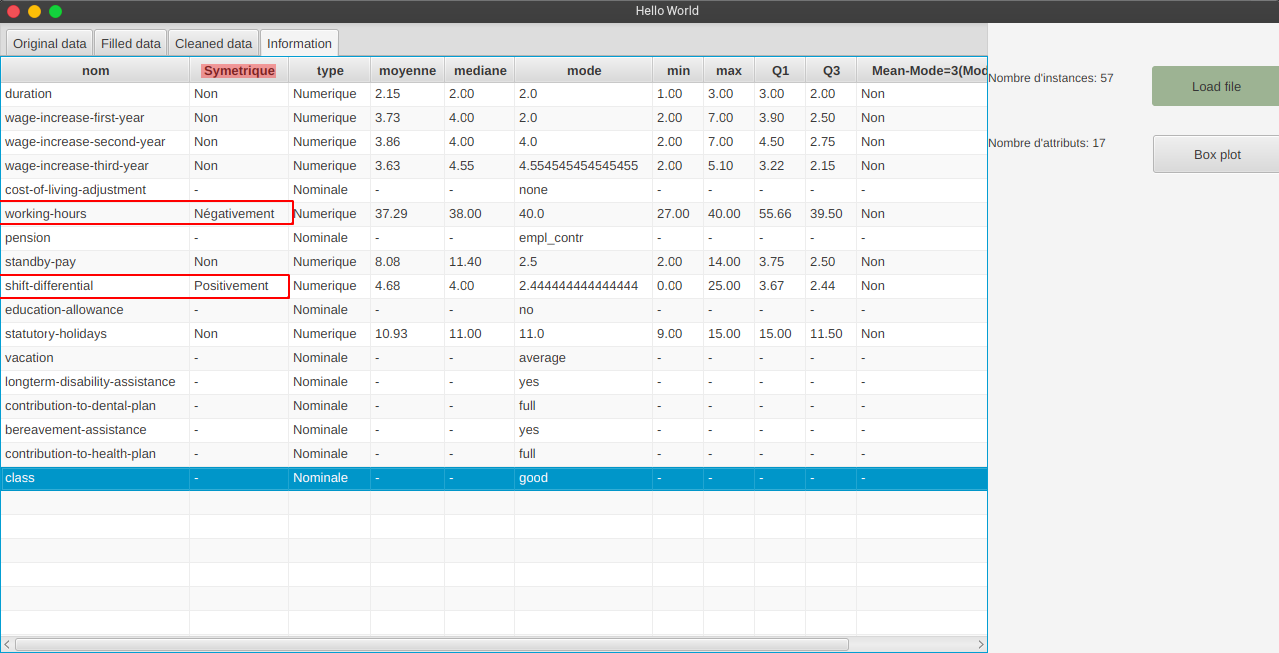 Hello World
Original data Filled data Cleaned data Information
nom Symetrique type moyenne mediane mode min max Q1 Q3 Mean-Mode=3(Mod
duration Non Numerique 2.15 2.00 2.0 1.00 3.00 3.00 2.00 Non
wage-increase-first-year Non Numerique 3.73 4.00 2.0 2.00 7.00 3.90 2.50 Non
wage-increase-second-year Non Numerique 3.86 4.00 4.0 2.00 7.00 4.50 2.75 Non
wage-increase-third-year Non Numerique 3.63 4.55 4.554545454545455 2.00 5.10 3.22 2.15 Non
cost-of-living-adjustment - Nominale - - none - - - - -
working-hours Négativement Numerique 37.29 38.00 40.0 27.00 40.00 55.66 39.50 Non
pension - Nominale - - empl_contr - - - - -
standby-pay Non Numerique 8.08 11.40 2.5 2.00 14.00 3.75 2.50 Non
shift-differential Positivement Numerique 4.68 4.00 2.444444444444444 0.00 25.00 3.67 2.44 Non
education-allowance - Nominale - - no - - - - -
statutory-holidays Non Numerique 10.93 11.00 11.0 9.00 15.00 15.00 11.50 Non
vacation - Nominale - - average - - - - -
longterm-disability-assistance - Nominale - - yes - - - - -
contribution-to-dental-plan - Nominale - - full - - - - -
bereavement-assistance - Nominale - - yes - - - - -
contribution-to-health-plan - Nominale - - full - - - - -
class - Nominale - - good - - - - -
Nombre d'instances: 57
Load file
Nombre d'attributs: 17
Box plot